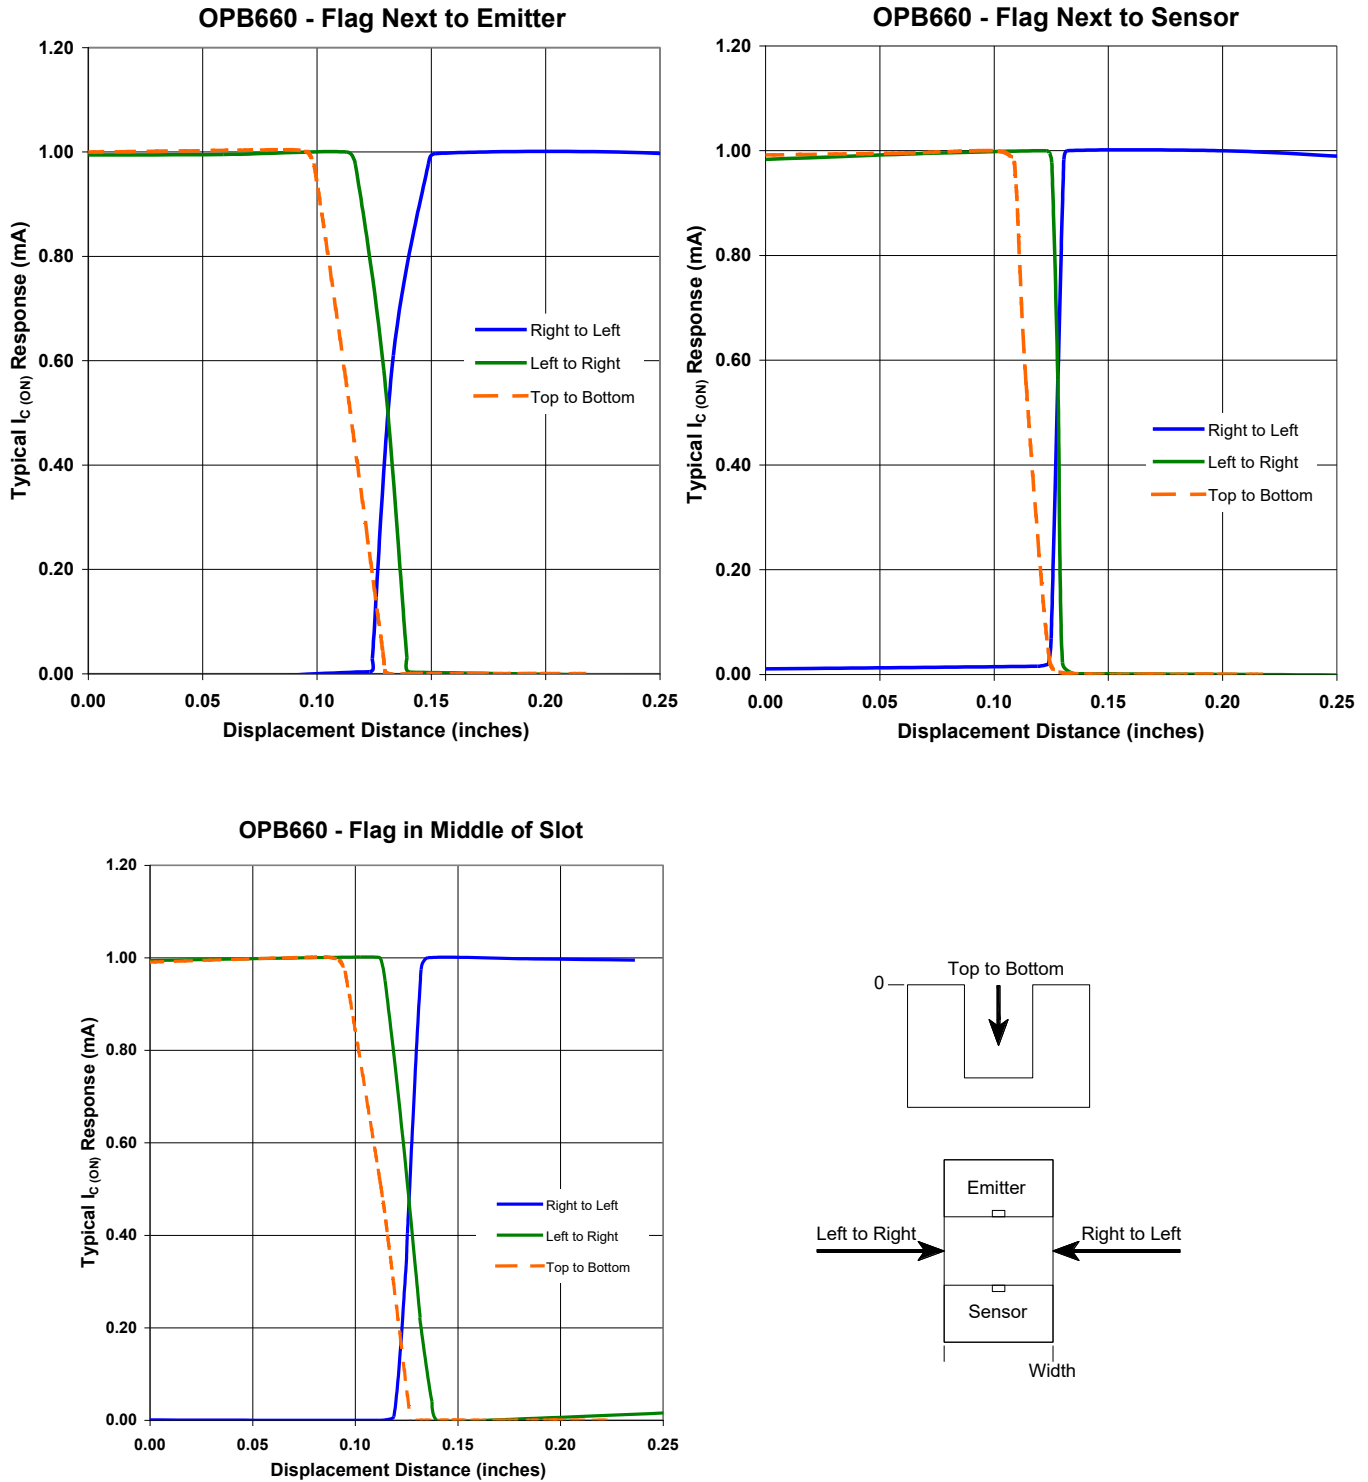 OPB660 - Flag Next to Emitter
1.20
1.00
0.80
0.60
0.40
0.20
0.00
0.00 0.05 0.10 0.15 0.20 0.25
Typical IC (ON) Response (mA)
Displacement Distance (inches)
Right to Left
Left to Right
Top to Bottom
OPB660 - Flag Next to Sensor
1.20
1.00
0.80
0.60
0.40
0.20
0.00
0.00 0.05 0.10 0.15 0.20 0.25
Typical IC (ON) Response (mA)
Displacement Distance (inches)
Right to Left
Left to Right
Top to Bottom
OPB660 - Flag in Middle of Slot
1.20
1.00
0.80
0.60
0.40
0.20
0.00
0.00 0.05 0.10 0.15 0.20 0.25
Typical IC (ON) Response (mA)
Displacement Distance (inches)
Right to Left
Left to Right
Top to Bottom
Top to Bottom
0
Emitter
Left to Right
Right to Left
Sensor
Width